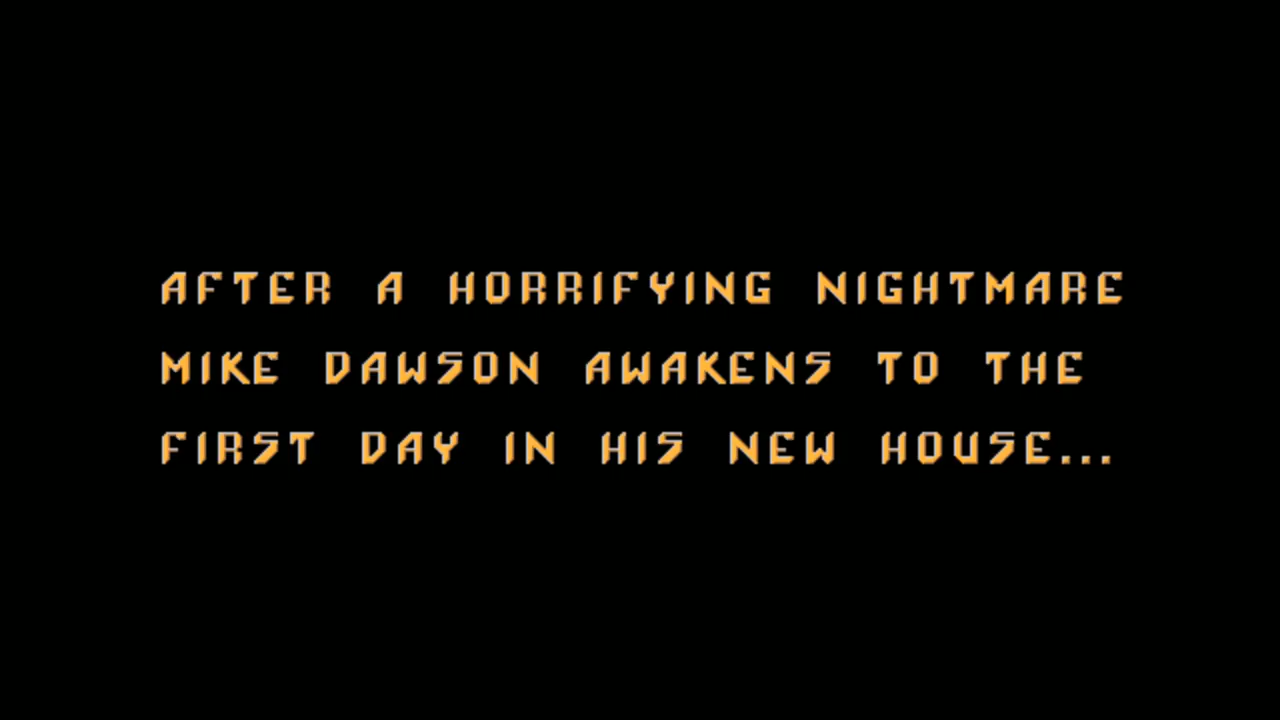 AFTER A HORRIFYING NIGHTMARE
MIKE DAWSON AWAKENS TO THE
FIRST DAY IN HIS NEW HOUSE...